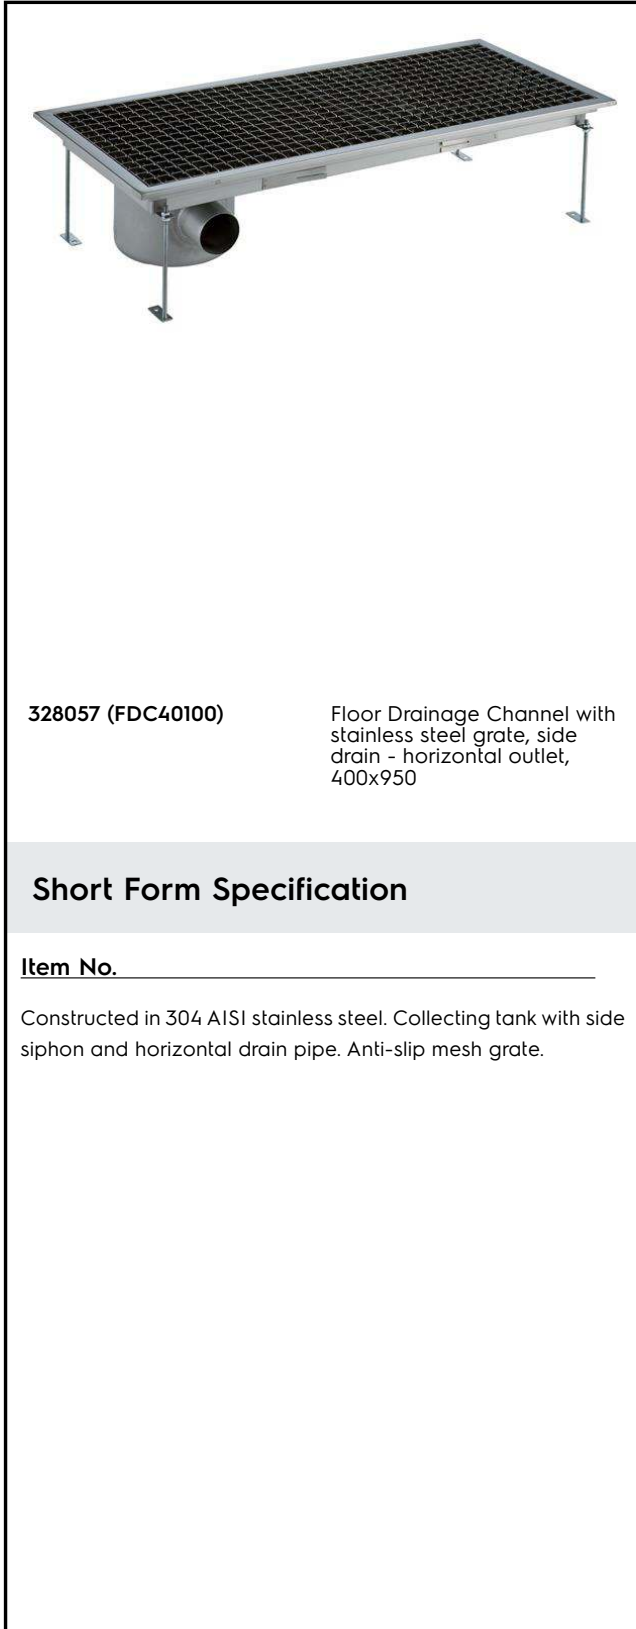 328057 (FDC40100)
Floor Drainage Channel with
stainless steel grate, side
drain - horizontal outlet,
400x950
Short Form Specification
Item No.
Constructed in 304 AISI stainless steel. Collecting tank with side
siphon and horizontal drain pipe. Anti-slip mesh grate.